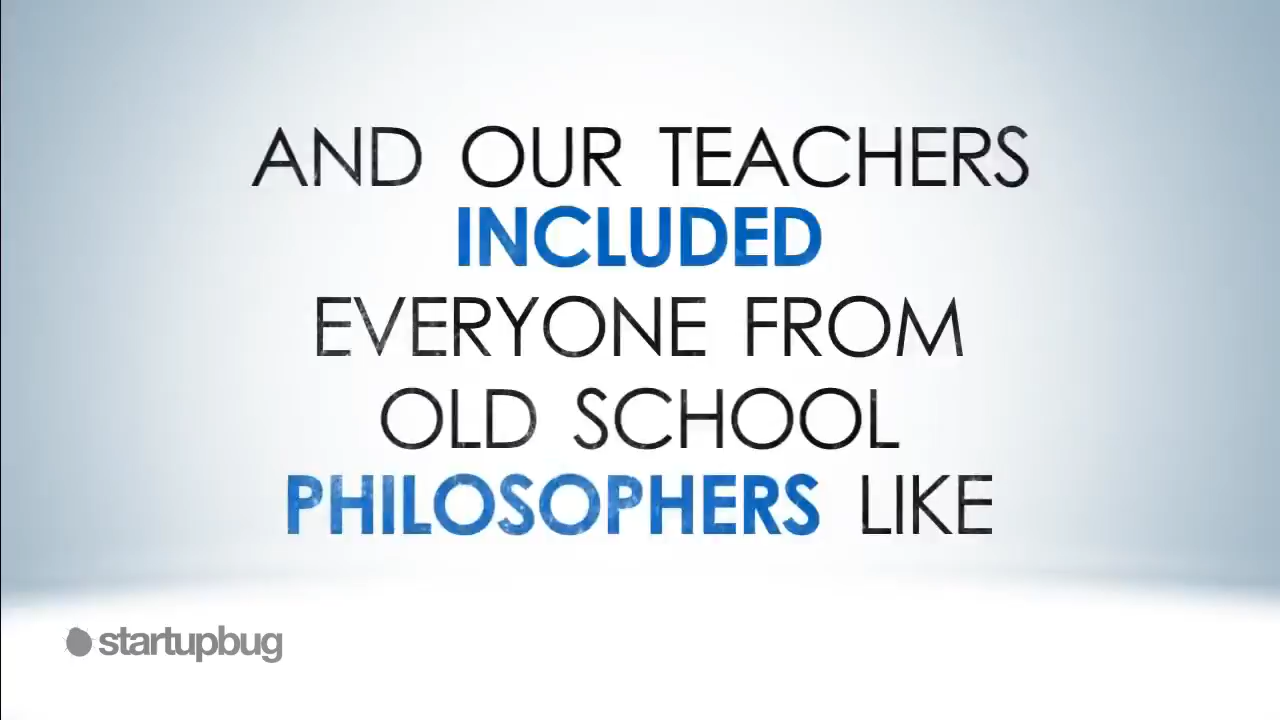 AND OUR TEACHERS
INCLUDED
EVERYONE FROM
OLD SCHOOL
PHILOSOPHERS LIKE
startupbug